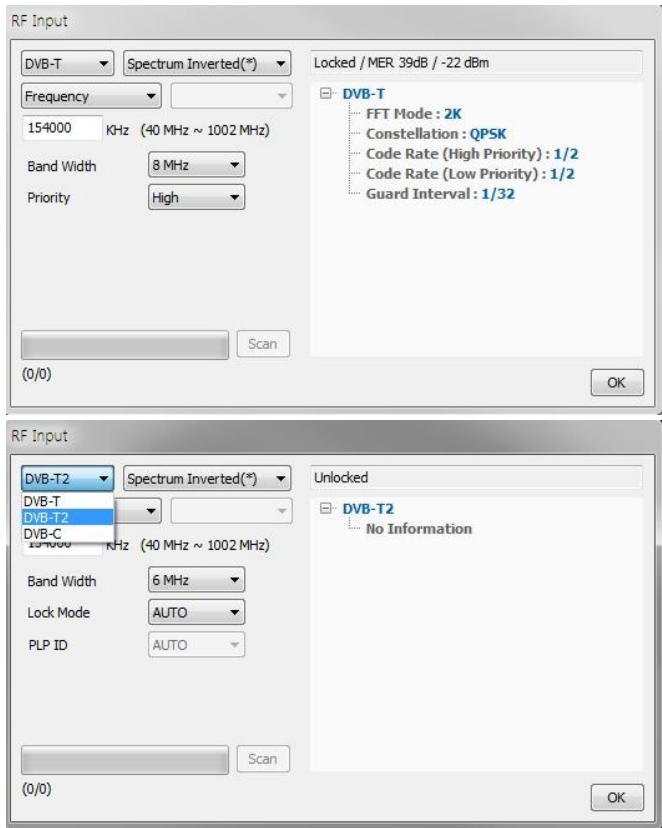 RF Input
DVB-T Spectrum Inverted(*) Locked / MER 39dB / -22 dBm
Frequency
DVB-T
FFT Mode : 2K
154000 KHz (40 MHz ~ 1002 MHz)
Constellation : QPSK
Code Rate (High Priority) : 1/2
Band Width 8 MHz
Code Rate (Low Priority) : 1/2
Priority High
Guard Interval : 1/32
Scan
(0/0)
OK
RF Input
DVB-T2 Spectrum Inverted(*) Unlocked
DVB-T
DVB-T2
DVB-C
DVB-T2
No Information
KHz (40 MHz ~ 1002 MHz)
Band Width 6 MHz
Lock Mode AUTO
PLP ID AUTO
Scan
(0/0)
OK